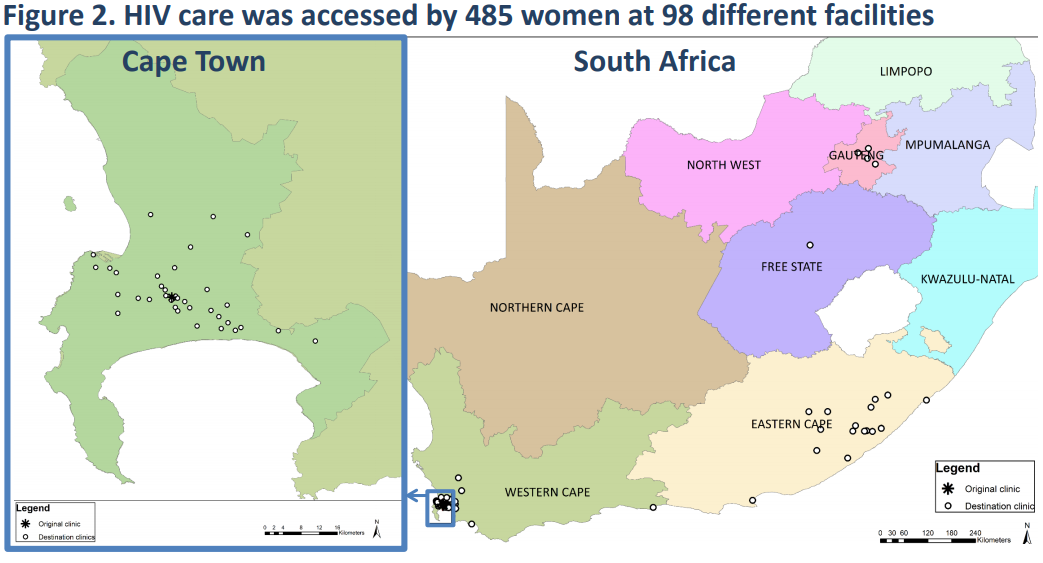 Figure 2. HIV care was accessed by 485 women at 98 different facilities
Cape Town
South Africa
LIMPOPO
MPUMALANGA
GAUTENG
NORTH WEST
FREE STATE
KWAZULU-NATAL
NORTHERN CAPE
EASTERN CAPE
WESTERN CAPE
Legend
Original clinic
Destination clinics
0 2 4 8 12 16
Kilometers
N
Legend
Original clinic
Destination clinics
0 30 60 120 180 240
Kilometers
N